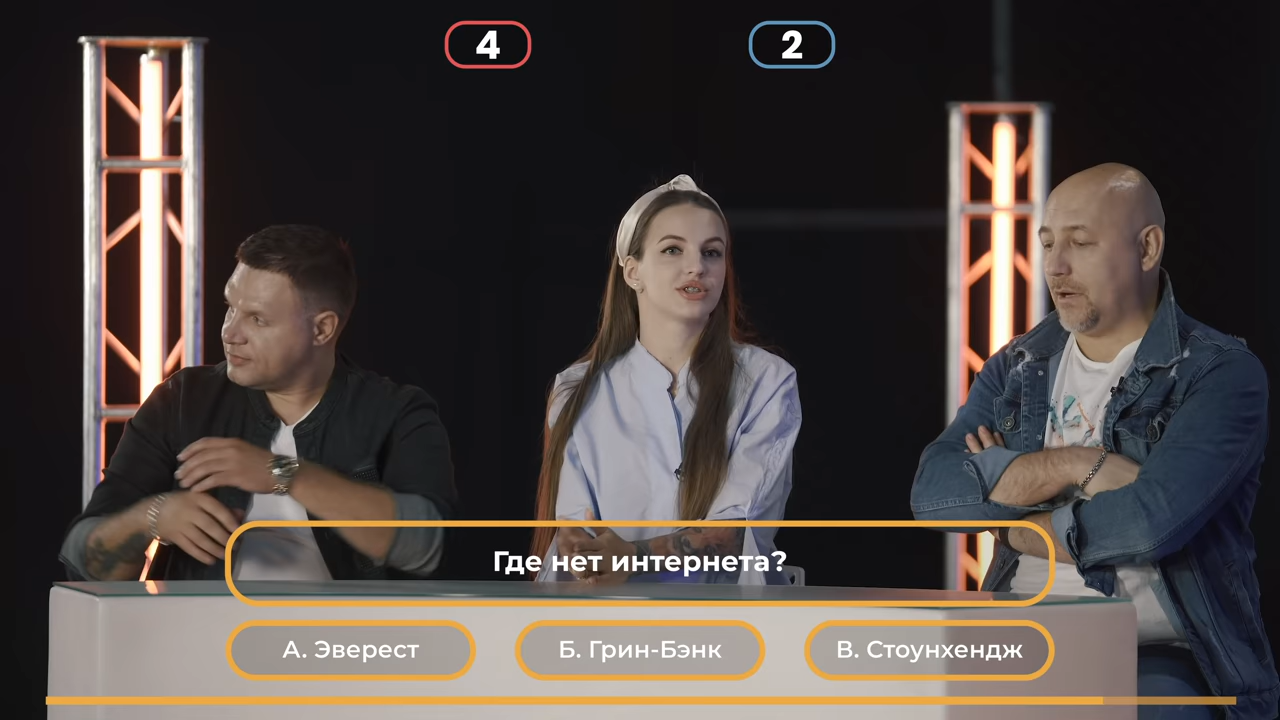 4
2
Где нет интернета?
А. Эверест
Б. Грин-Бэнк
В. Стоунхендж